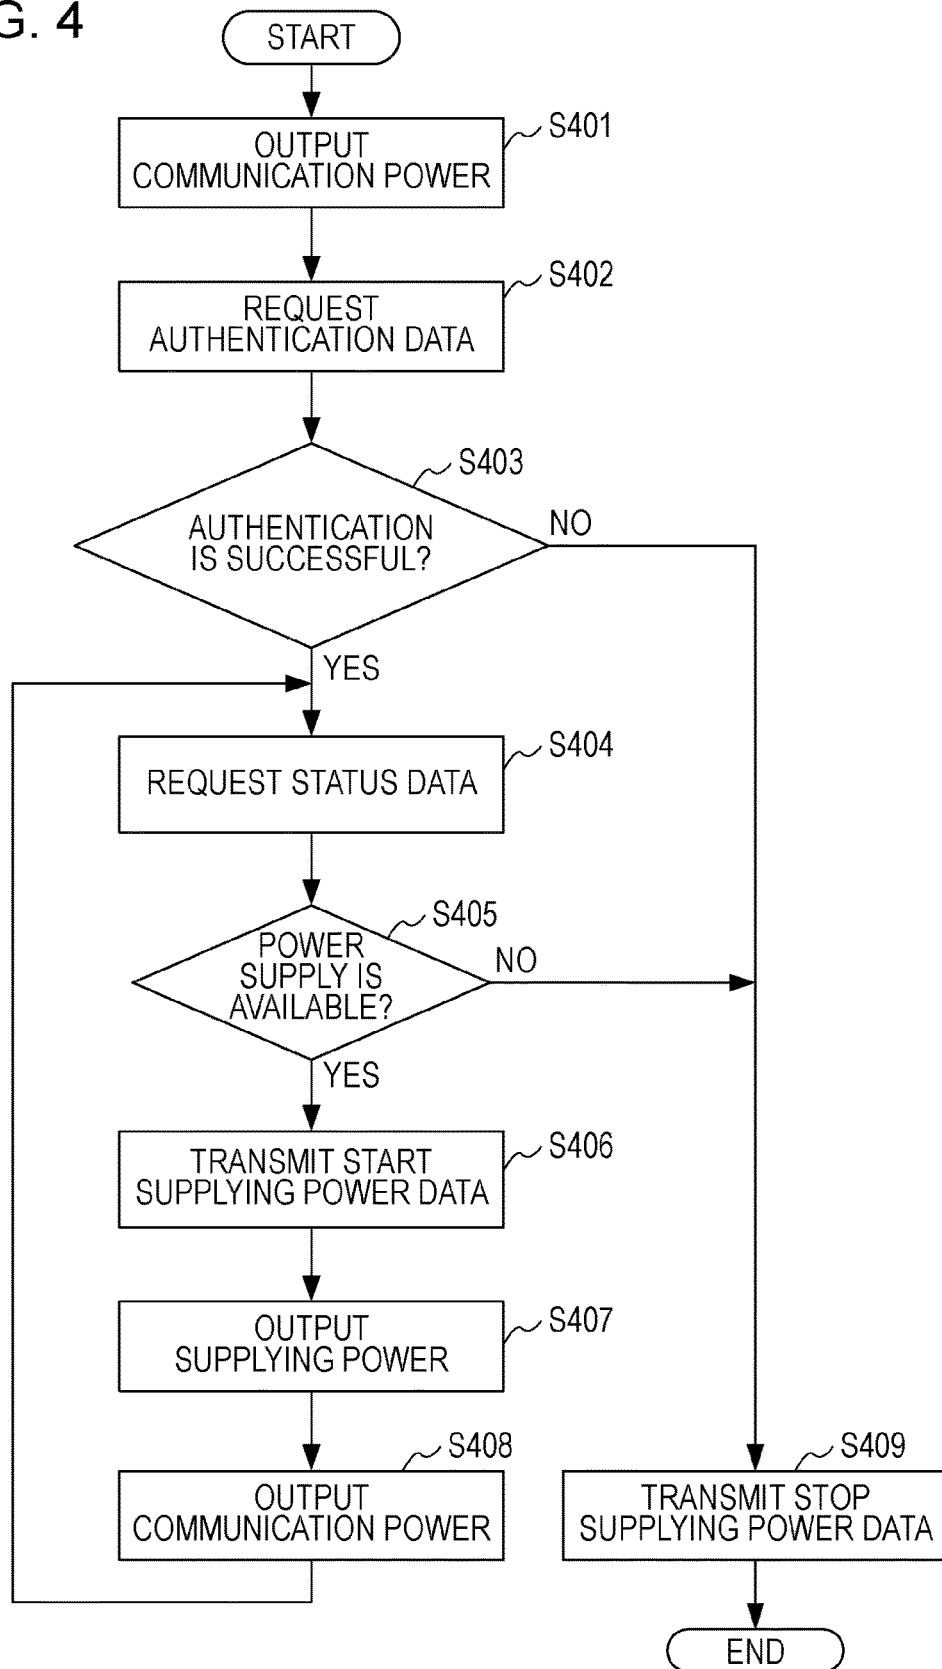 G. 4
START
OUTPUT
COMMUNICATION POWER
S401
REQUEST
AUTHENTICATION DATA
S402
S403
AUTHENTICATION
IS SUCCESSFUL?
NO
YES
REQUEST STATUS DATA
S404
S405
POWER
SUPPLY IS
AVAILABLE?
NO
YES
TRANSMIT START
SUPPLYING POWER DATA
S406
OUTPUT
SUPPLYING POWER
S407
S408
OUTPUT
COMMUNICATION POWER
S409
TRANSMIT STOP
SUPPLYING POWER DATA
END